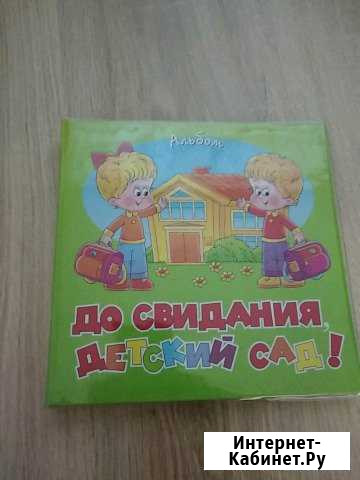 Альбом
ДО СВИДАНИЯ,
ДЕТСКИЙ САД!
Интернет-
Кабинет.Ру